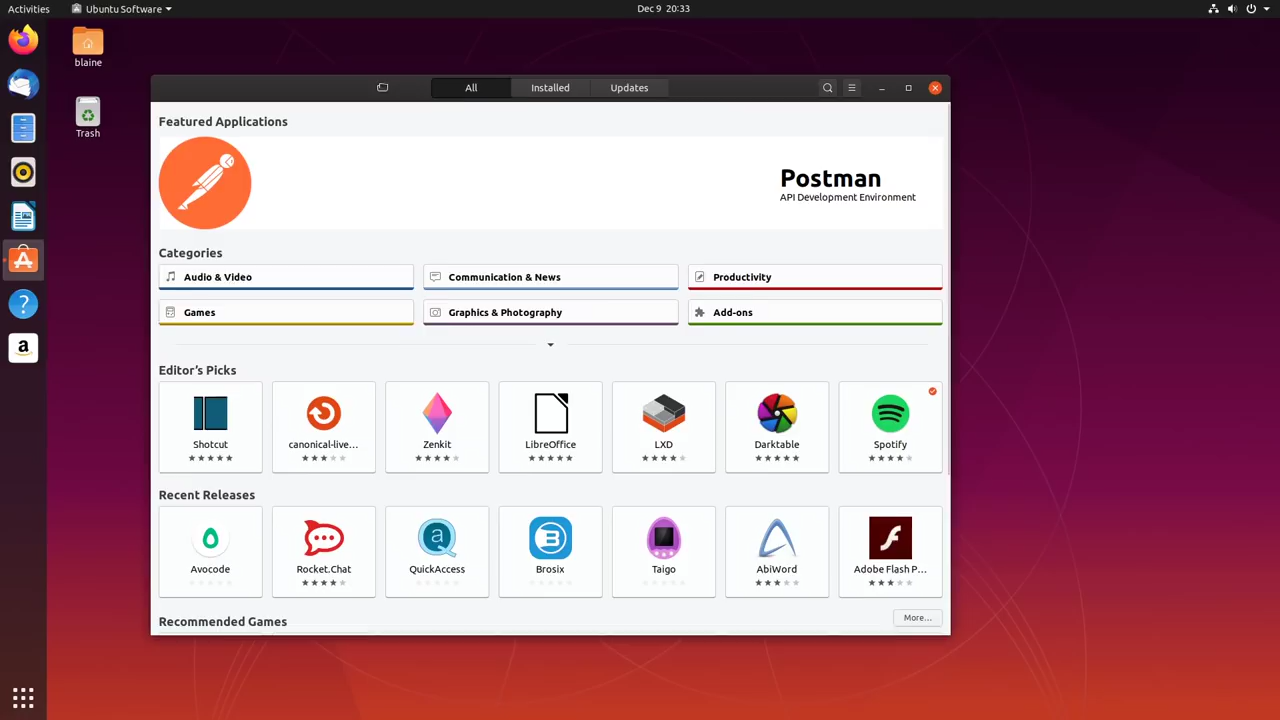 Activities
Ubuntu Software
Dec 9 20:33
blaine
Trash
All
Installed
Updates
Featured Applications
Postman
API Development Environment
Categories
Audio & Video
Communication & News
Productivity
Games
Graphics & Photography
Add-ons
Editor’s Picks
Shotcut
canonical-live…
Zenkit
LibreOffice
LXD
Darktable
Spotify
Recent Releases
Avocode
Rocket.Chat
QuickAccess
Brosix
Taigo
AbiWord
Adobe Flash P…
Recommended Games
More…